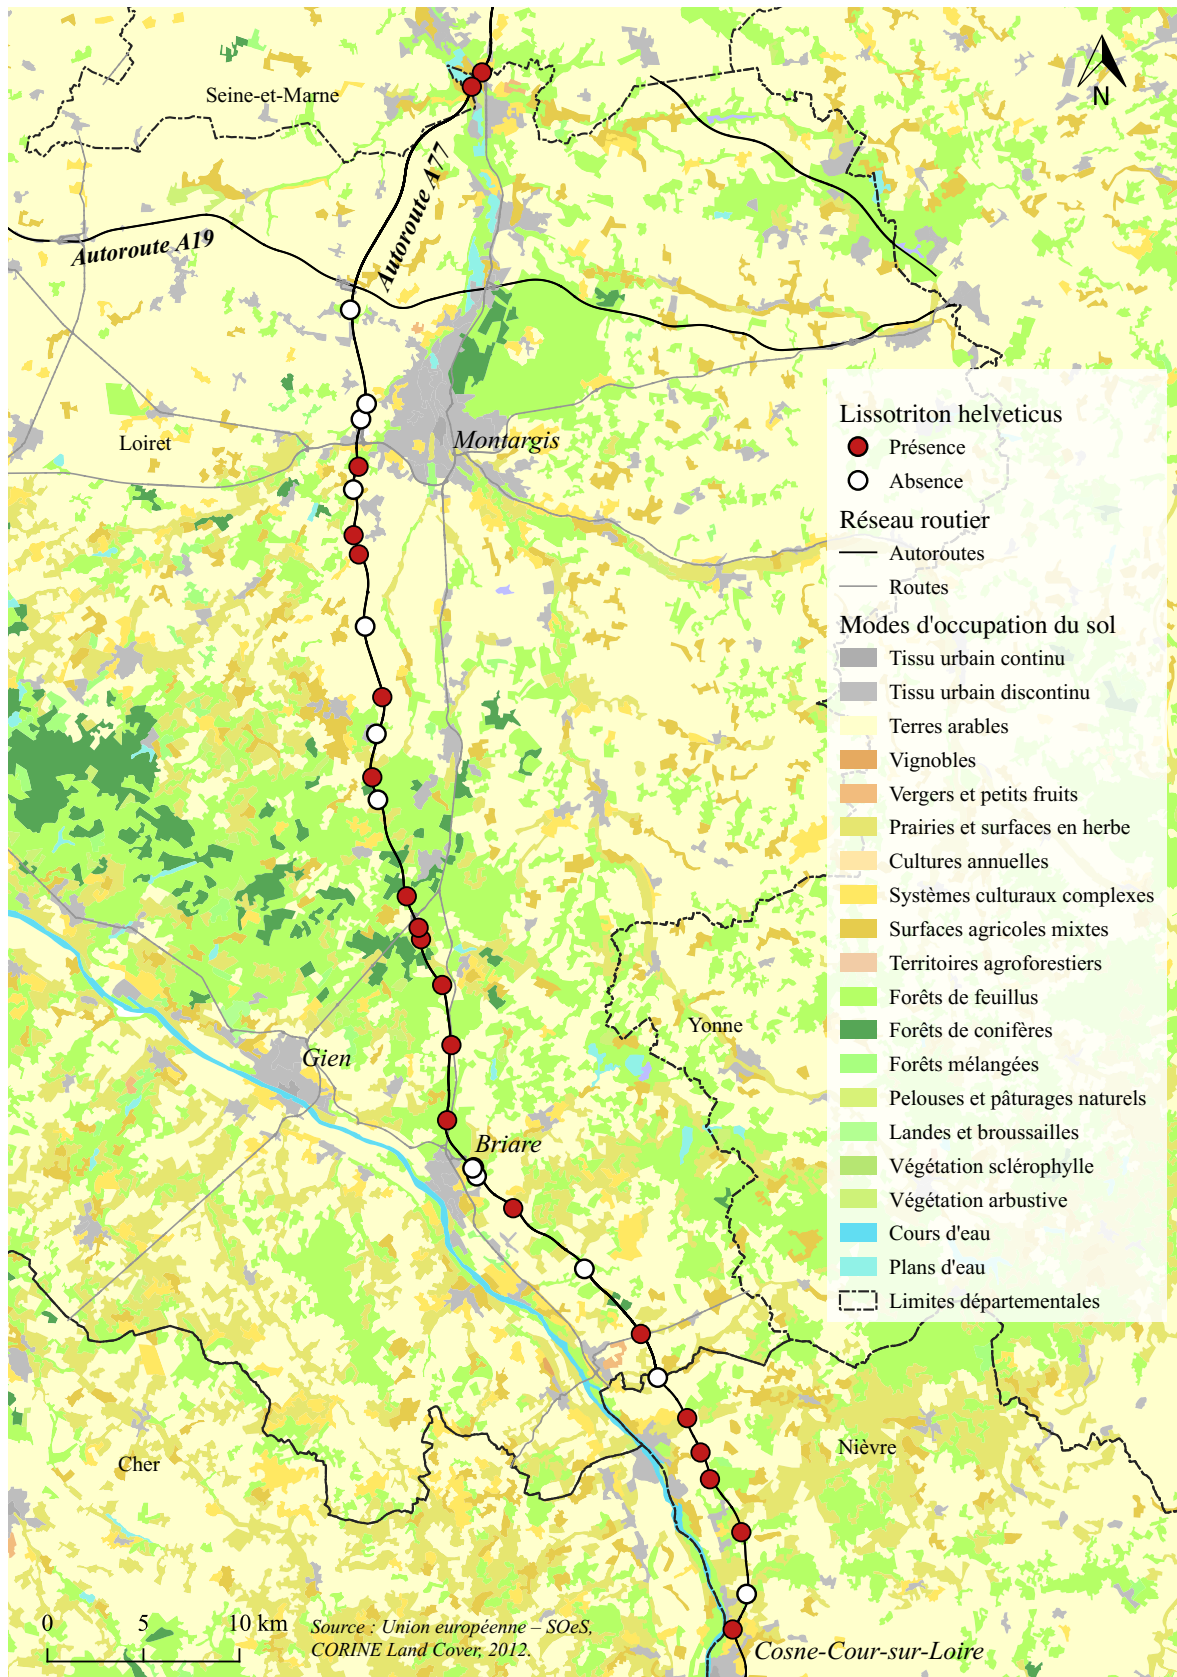 Seine-et-Marne
N
Autoroute A77
Autoroute A19
Loiret
Montargis
Lissotriton helveticus
Présence
Absence
Réseau routier
Autoroutes
Routes
Modes d'occupation du sol
Tissu urbain continu
Tissu urbain discontinu
Terres arables
Vignobles
Vergers et petits fruits
Prairies et surfaces en herbe
Cultures annuelles
Systèmes culturaux complexes
Surfaces agricoles mixtes
Territoires agroforestiers
Forêts de feuillus
Forêts de conifères
Forêts mélangées
Pelouses et pâturages naturels
Landes et broussailles
Végétation sclérophylle
Végétation arbustive
Cours d'eau
Plans d'eau
Limites départementales
Yonne
Gien
Briare
Nièvre
Cher
0 5 10 km
Source : Union européenne – SOeS,
CORINE Land Cover, 2012.
Cosne-Cour-sur-Loire